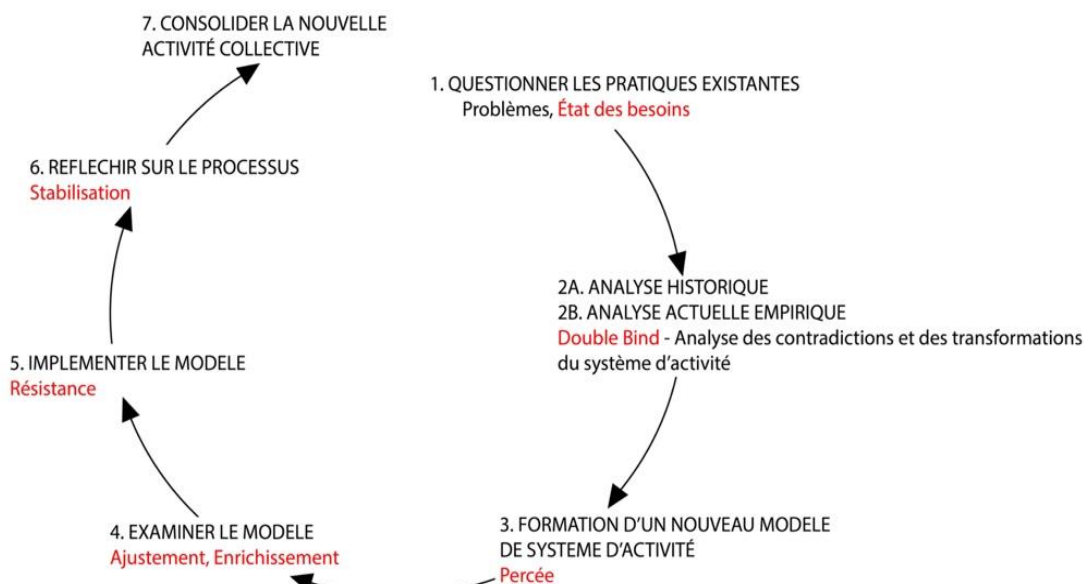 7. CONSOLIDER LA NOUVELLE
ACTIVITÉ COLLECTIVE
1. QUESTIONNER LES PRATIQUES EXISTANTES
Problèmes, État des besoins
6. REFLECHIR SUR LE PROCESSUS
Stabilisation
2A. ANALYSE HISTORIQUE
2B. ANALYSE ACTUELLE EMPIRIQUE
Double Bind - Analyse des contradictions et des transformations
du système d'activité
5. IMPLEMENTER LE MODELE
Résistance
4. EXAMINER LE MODELE
Ajustement, Enrichissement
3. FORMATION D'UN NOUVEAU MODELE
DE SYSTEME D'ACTIVITÉ
Percée